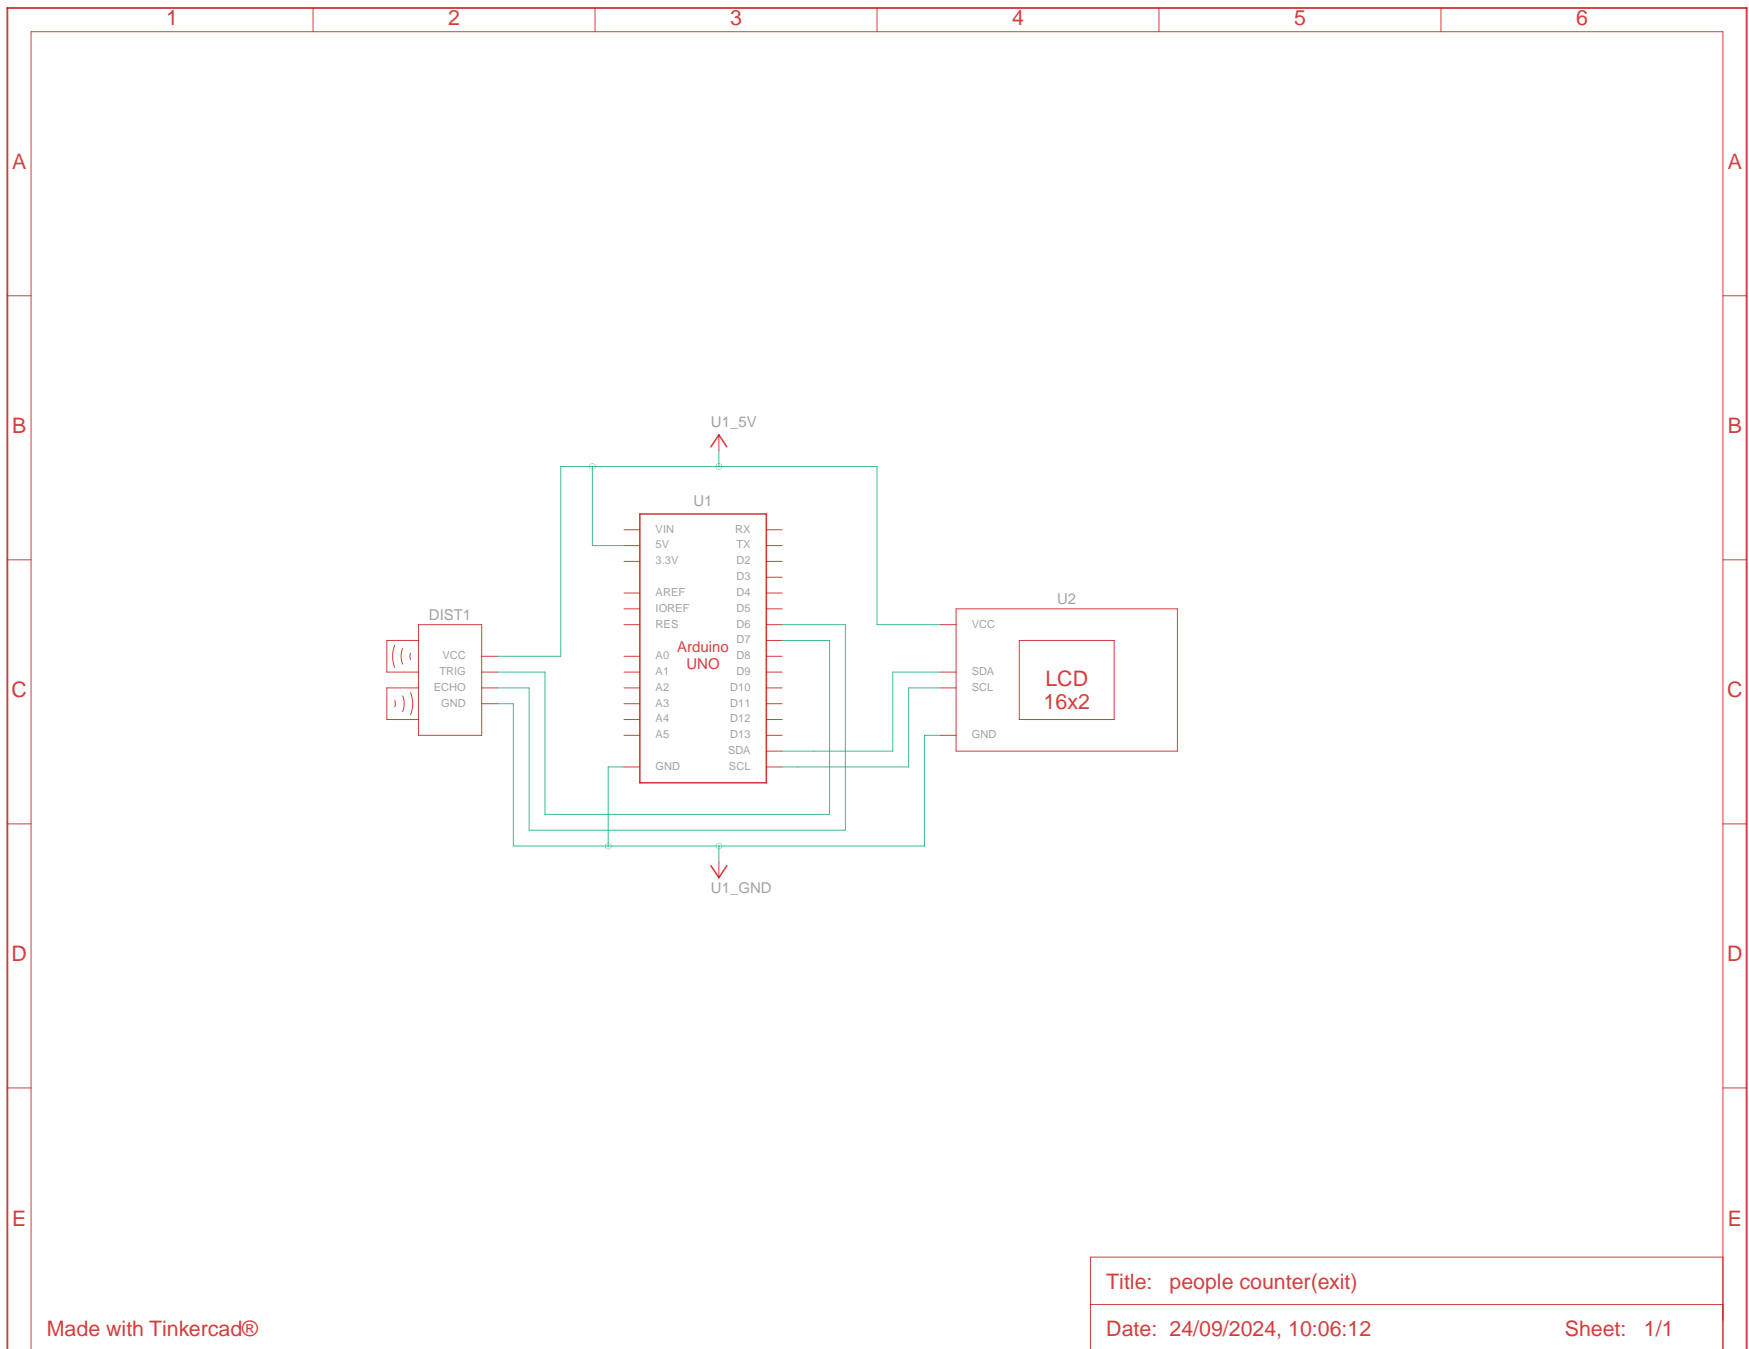 1 2 3 4 5 6
A A
B B
U1_5V
U1
VIN RX
5V TX
3.3V D2
D3
AREF D4
IOREF D5
RES D6
D7
Arduino
UNO
A0 D8
A1 D9
A2 D10
A3 D11
A4 D12
A5 D13
SDA
GND SCL
DIST1
VCC
TRIG
ECHO
GND
U2
VCC
SDA
SCL
GND
LCD
16x2
C C
U1_GND
D D
E E
Title: people counter(exit)
Made with Tinkercad®
Date: 24/09/2024, 10:06:12 Sheet: 1/1